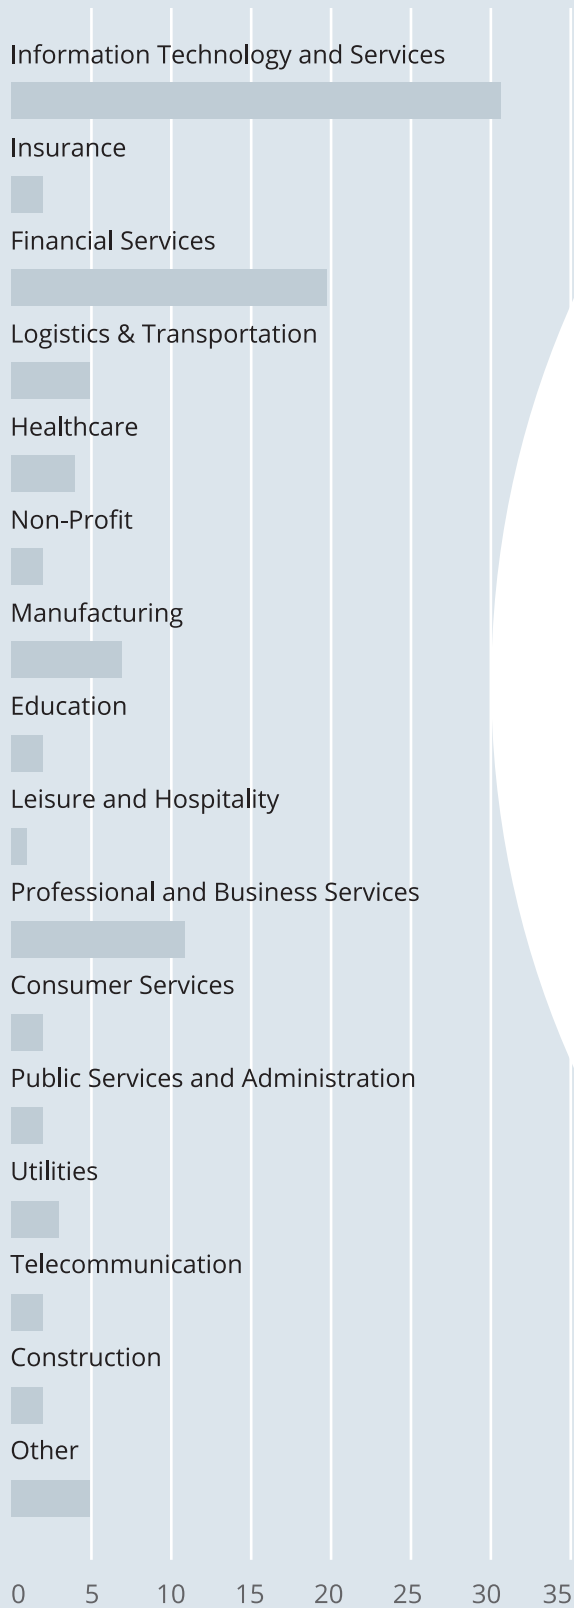 Information Technology and Services
Insurance
Financial Services
Logistics & Transportation
Healthcare
Non-Profit
Manufacturing
Education
Leisure and Hospitality
Professional and Business Services
Consumer Services
Public Services and Administration
Utilities
Telecommunication
Construction
Other
0 5 10 15 20 25 30 35